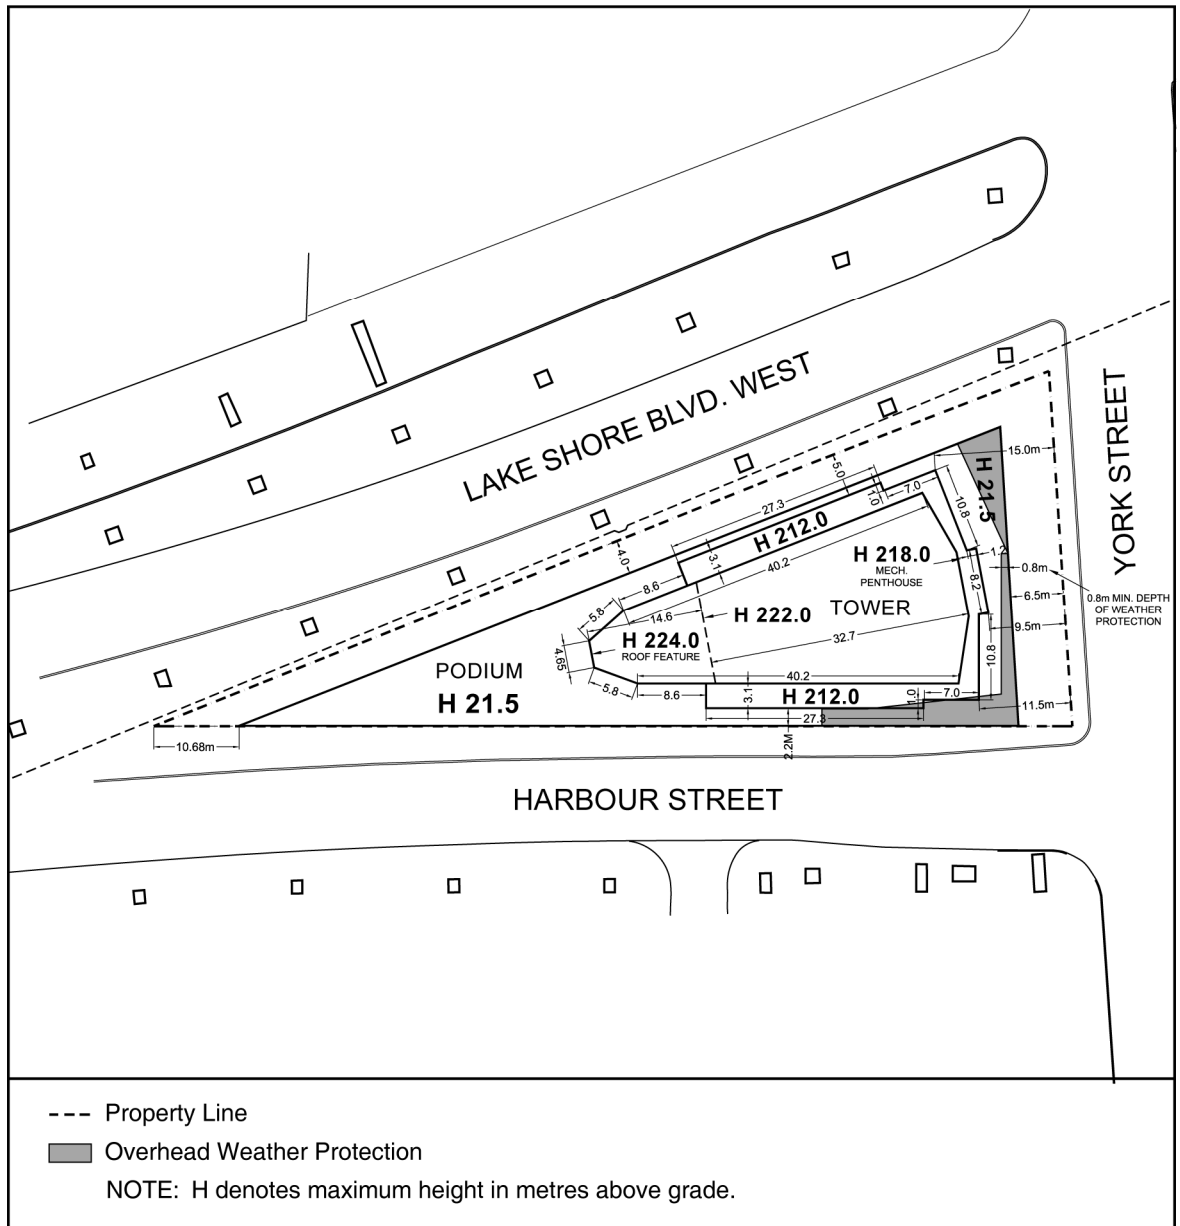 LAKE SHORE BLVD. WEST
YORK STREET
H 21.5
15.0m
5.0
1.0
7.0
27.3
H 212.0
10.8
4.0
3.1
40.2
H 218.0
MECH.
PENTHOUSE
1.2
0.8m
0.8m MIN. DEPTH
OF WEATHER
PROTECTION
8.6
8.2
6.5m
5.8
14.6
H 222.0
TOWER
9.5m
H 224.0
ROOF FEATURE
32.7
4.65
10.8
PODIUM
H 21.5
5.8
40.2
8.6
3.1
H 212.0
1.0
7.0
11.5m
27.3
2.2M
10.68m
HARBOUR STREET
Property Line
Overhead Weather Protection
NOTE: H denotes maximum height in metres above grade.